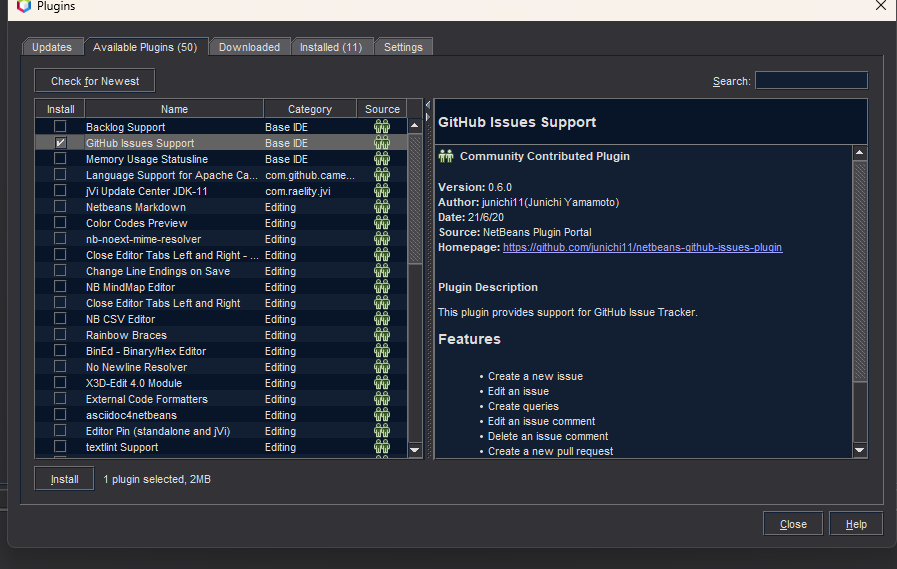 Plugins
Updates
Available Plugins (50)
Downloaded
Installed (11)
Settings
Check for Newest
Search:
Install Name Category Source
Backlog Support Base IDE
GitHub Issues Support Base IDE
Memory Usage Statusline Base IDE
Language Support for Apache Ca... com.github.came...
jVi Update Center JDK-11 com.raelity.jvi
Netbeans Markdown Editing
Color Codes Preview Editing
nb-noext-mime-resolver Editing
Close Editor Tabs Left and Right - ... Editing
Change Line Endings on Save Editing
NB MindMap Editor Editing
Close Editor Tabs Left and Right Editing
NB CSV Editor Editing
Rainbow Braces Editing
BinEd - Binary/Hex Editor Editing
No Newline Resolver Editing
X3D-Edit 4.0 Module Editing
External Code Formatters Editing
asciidoc4netbeans Editing
Editor Pin (standalone and jVi) Editing
textlint Support Editing
GitHub Issues Support
Community Contributed Plugin
Version: 0.6.0
Author: junichi11(Junichi Yamamoto)
Date: 21/6/20
Source: NetBeans Plugin Portal
Homepage: https://github.com/junichi11/netbeans-github-issues-plugin
Plugin Description
This plugin provides support for GitHub Issue Tracker.
Features
• Create a new issue
• Edit an issue
• Create queries
• Edit an issue comment
• Delete an issue comment
• Create a new pull request
Install
1 plugin selected, 2MB
Close
Help